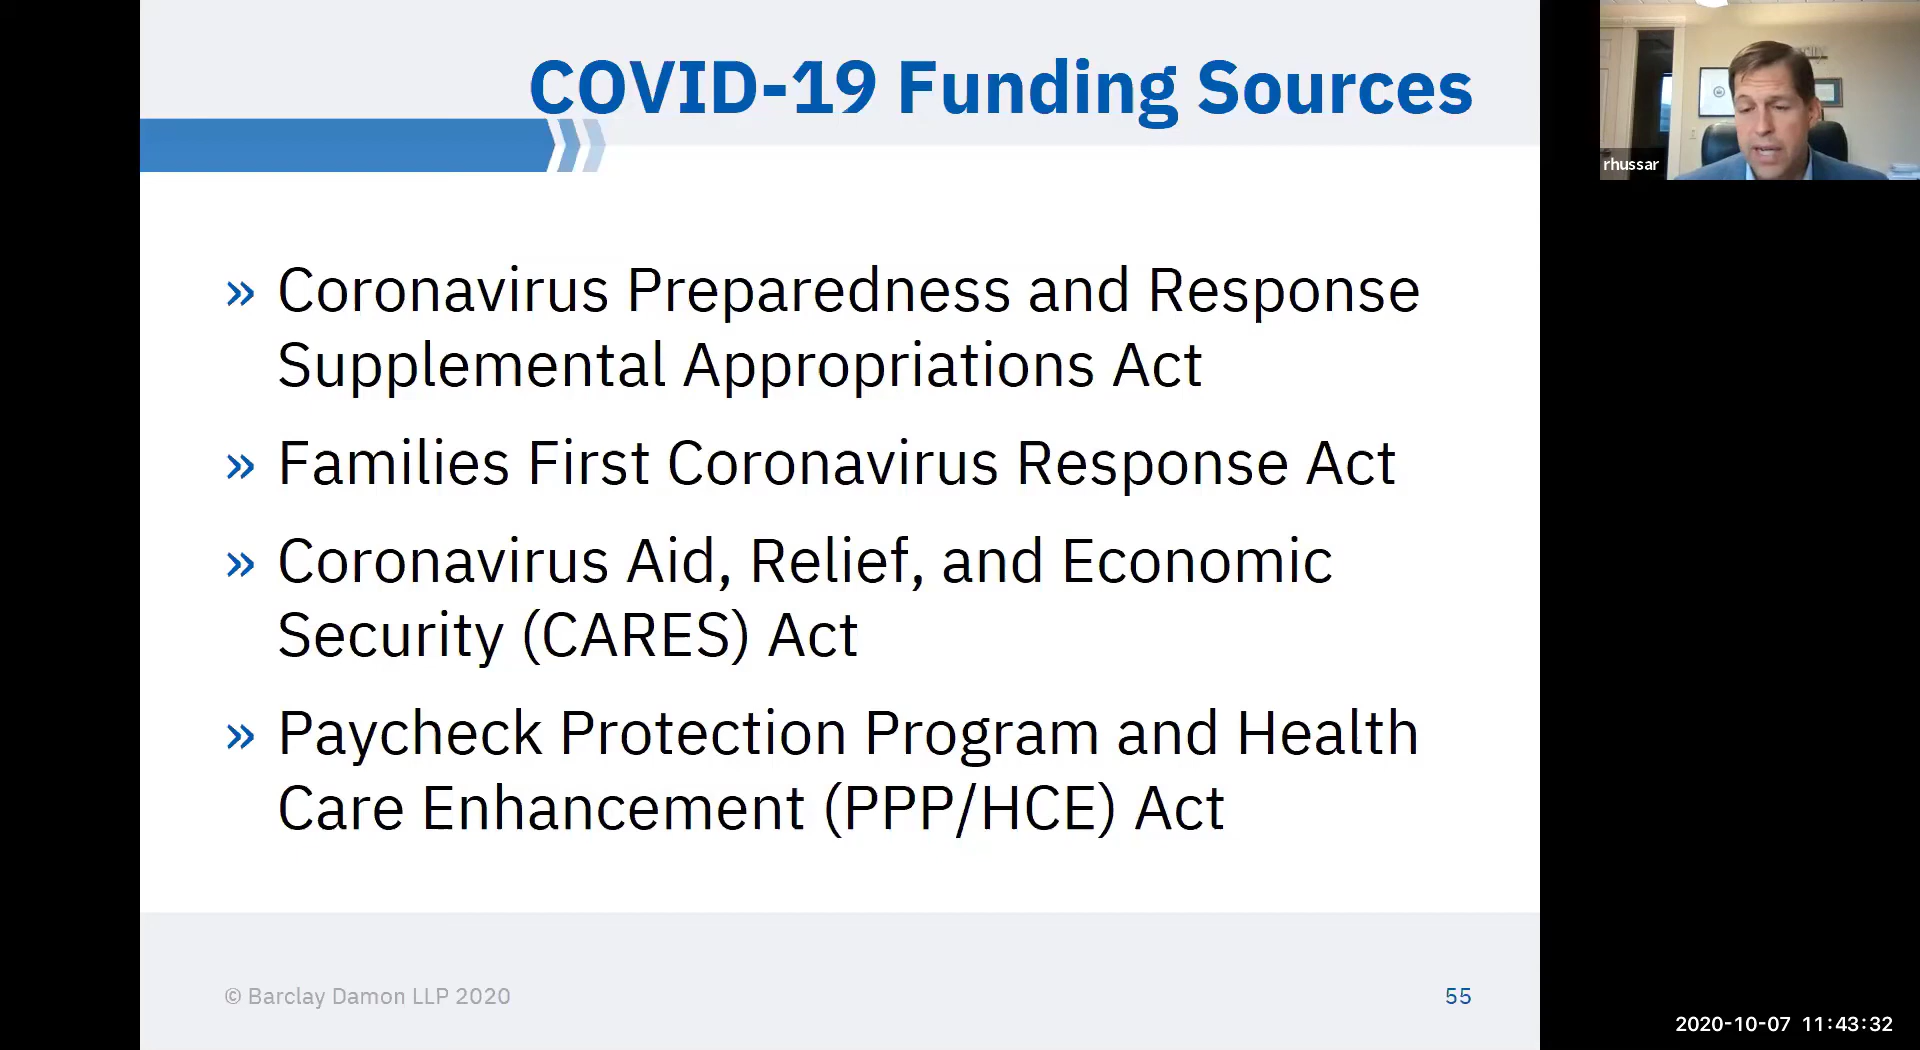 COVID-19 Funding Sources
» Coronavirus Preparedness and Response
Supplemental Appropriations Act
» Families First Coronavirus Response Act
» Coronavirus Aid, Relief, and Economic
Security (CARES) Act
» Paycheck Protection Program and Health
Care Enhancement (PPP/HCE) Act
© Barclay Damon LLP 2020
55
rhussar
2020-10-07 11:43:32